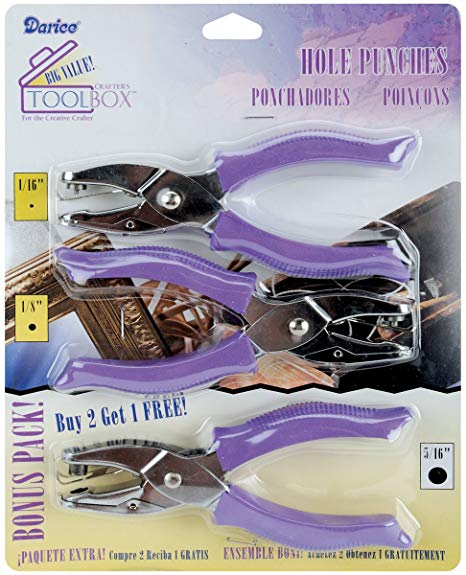 Darice
BIG VALUE!
CRAFTER'S
TOOLBOX™
For the Creative Crafter
HOLE PUNCHES
PONCHADORES POINÇONS
1/16"
1/8"
BONUS PACK!
Buy 2 Get 1 FREE!
5/16"
¡PAQUETE EXTRA! Compre 2 Reciba 1 GRATIS
ENSEMBLE BONI! Achetez 2 Obtenez 1 GRATUITEMENT